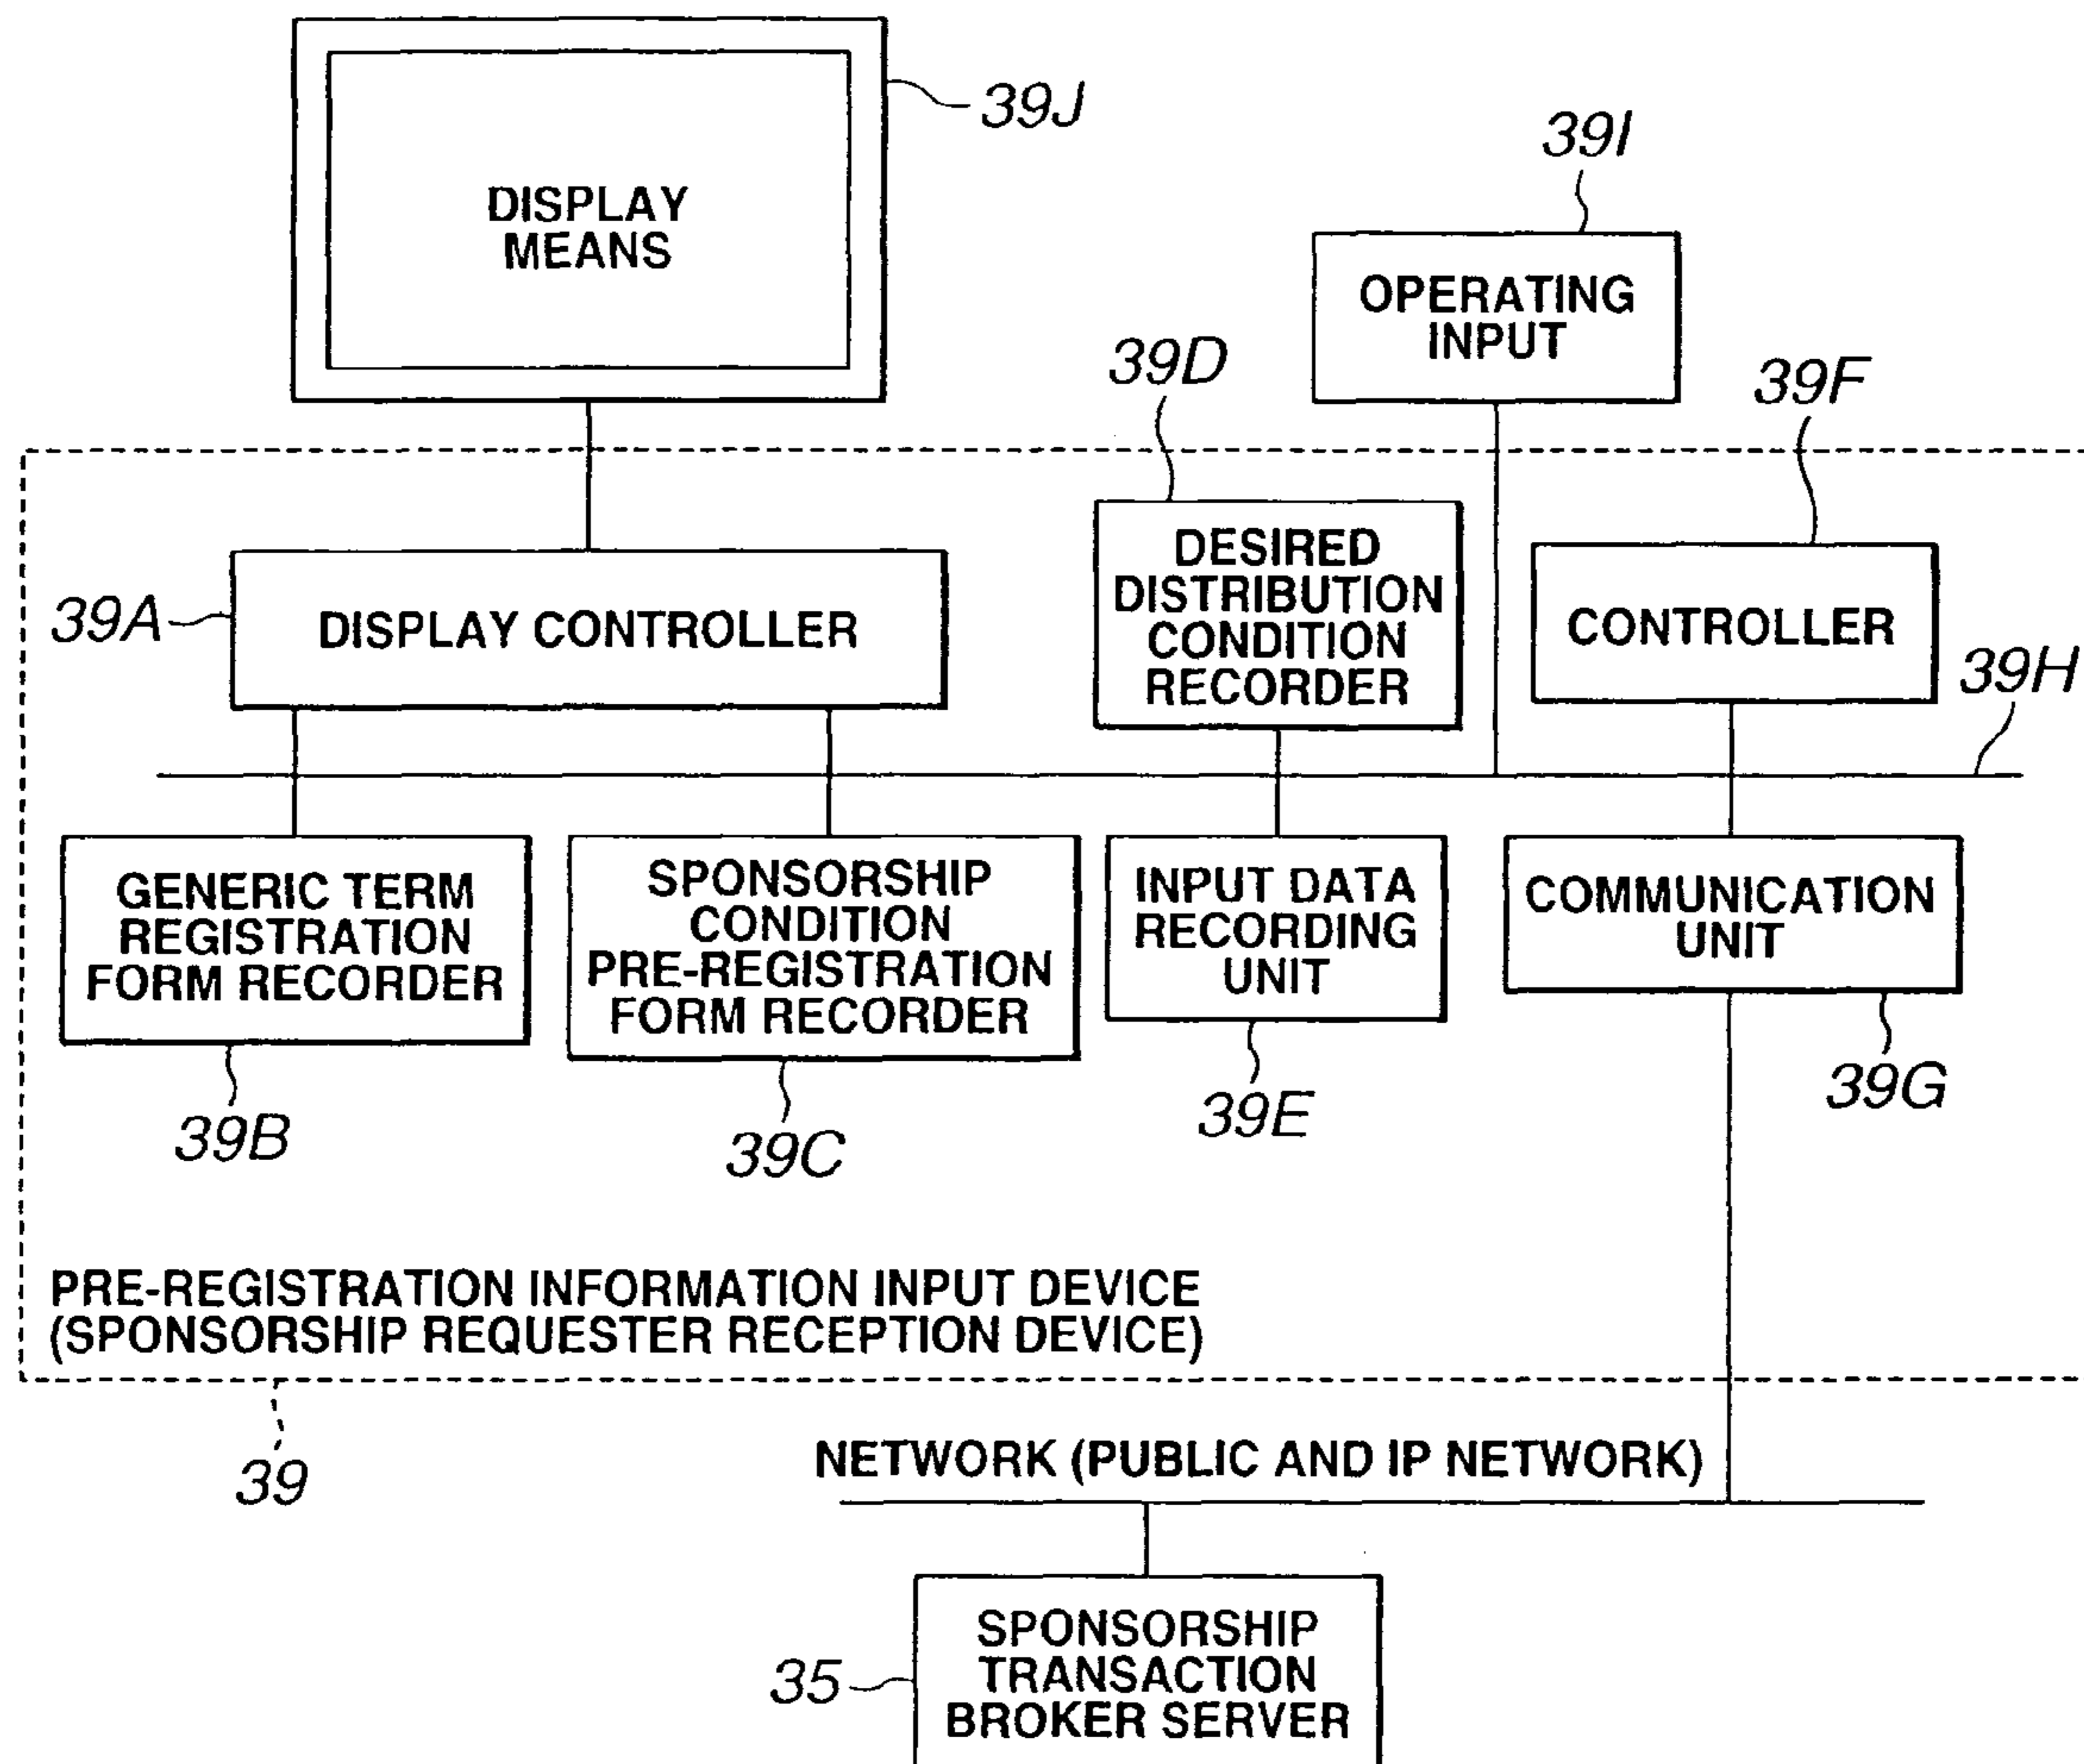 39J
DISPLAY
MEANS
39I
OPERATING
INPUT
39D
39F
DESIRED
DISTRIBUTION
CONDITION
RECORDER
39A
DISPLAY CONTROLLER
CONTROLLER
39H
GENERIC TERM
REGISTRATION
FORM RECORDER
SPONSORSHIP
CONDITION
PRE-REGISTRATION
FORM RECORDER
INPUT DATA
RECORDING
UNIT
COMMUNICATION
UNIT
39B
39C
39E
39G
PRE-REGISTRATION INFORMATION INPUT DEVICE
(SPONSORSHIP REQUESTER RECEPTION DEVICE)
39
NETWORK (PUBLIC AND IP NETWORK)
35
SPONSORSHIP
TRANSACTION
BROKER SERVER